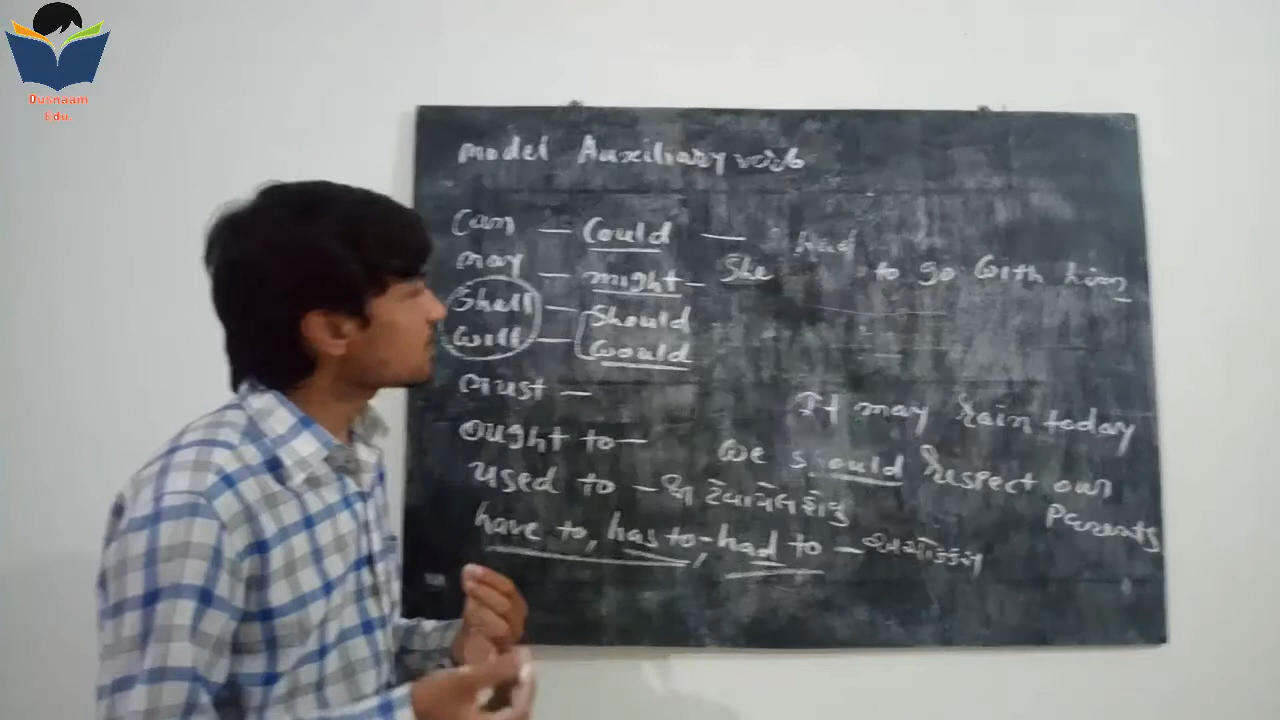 Durnaam
Edu.
Model Auxiliary verb
Can — Could —
May — might - She Had to go With him
Shall — Should
Will — Would
Must —
It may Rain today
Ought to —
We should Respect our
Parents
used to -
have to, has to - had to —